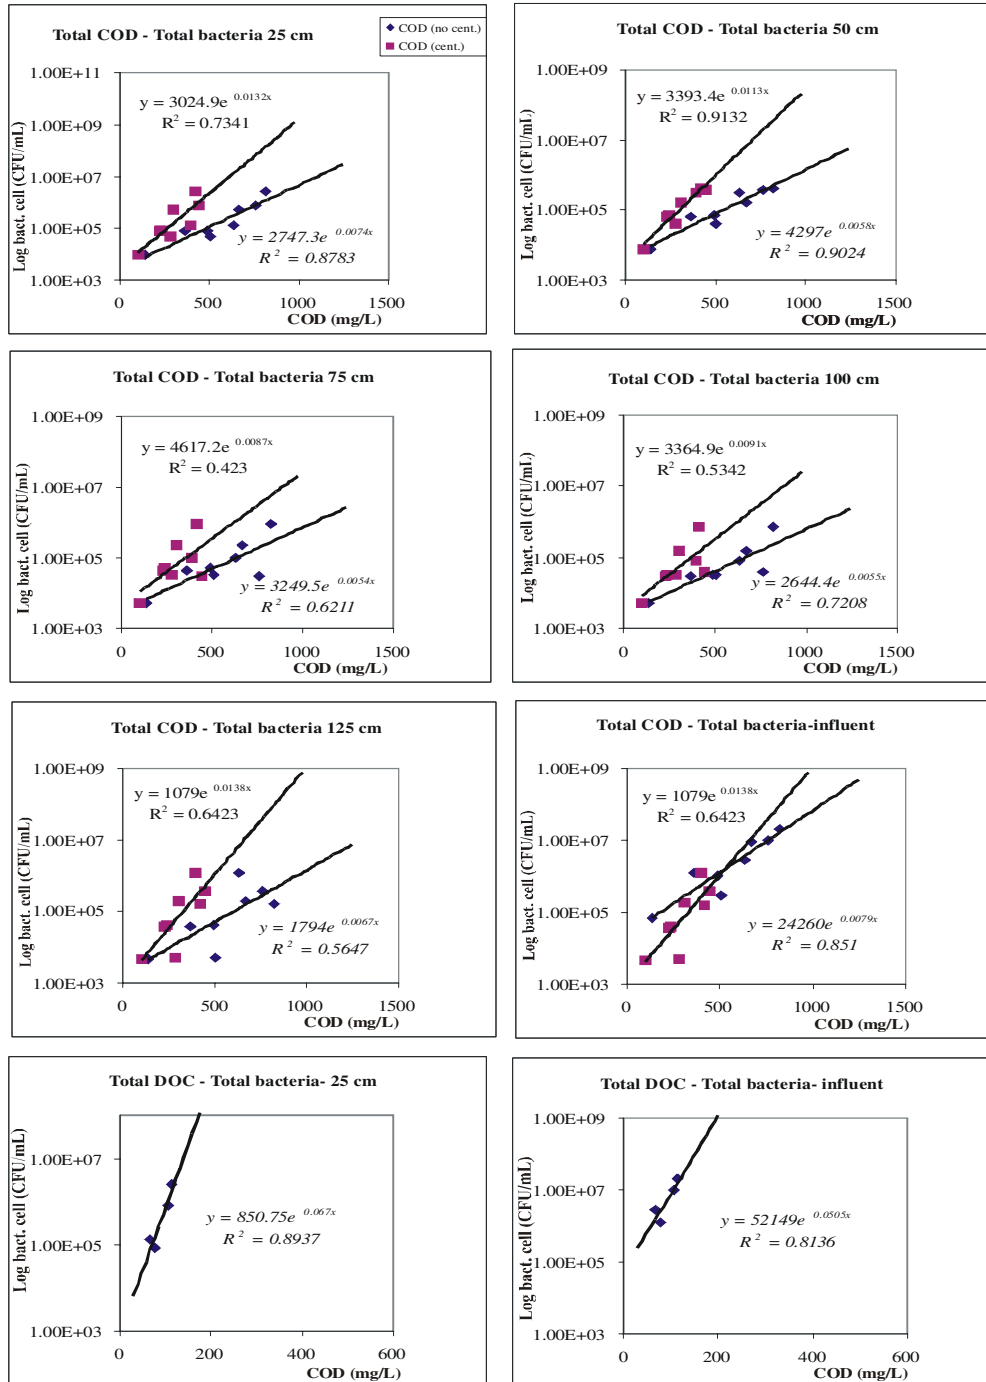 Total COD - Total bacteria 25 cm
COD (no cent.)
COD (cent.)
Log bact. cell (CFU/mL)
1.00E+11
1.00E+09
1.00E+07
1.00E+05
1.00E+03
y = 3024.9e^0.0132x
R² = 0.7341
y = 2747.3e^0.0074x
R² = 0.8783
0 500 1000 1500
COD (mg/L)
Total COD - Total bacteria 50 cm
Log bact. cell (CFU/mL)
1.00E+09
1.00E+07
1.00E+05
1.00E+03
y = 3393.4e^0.0113x
R² = 0.9132
y = 4297e^0.0058x
R² = 0.9024
0 500 1000 1500
COD (mg/L)
Total COD - Total bacteria 75 cm
Log bact. cell (CFU/mL)
1.00E+09
1.00E+07
1.00E+05
1.00E+03
y = 4617.2e^0.0087x
R² = 0.423
y = 3249.5e^0.0054x
R² = 0.6211
0 500 1000 1500
COD (mg/L)
Total COD - Total bacteria 100 cm
Log bact. cell (CFU/mL)
1.00E+09
1.00E+07
1.00E+05
1.00E+03
y = 3364.9e^0.0091x
R² = 0.5342
y = 2644.4e^0.0055x
R² = 0.7208
0 500 1000 1500
COD (mg/L)
Total COD - Total bacteria 125 cm
Log bact. cell (CFU/mL)
1.00E+09
1.00E+07
1.00E+05
1.00E+03
y = 1079e^0.0138x
R² = 0.6423
y = 1794e^0.0067x
R² = 0.5647
0 500 1000 1500
COD (mg/L)
Total COD - Total bacteria-influent
Log bact. cell (CFU/mL)
1.00E+09
1.00E+07
1.00E+05
1.00E+03
y = 1079e^0.0138x
R² = 0.6423
y = 24260e^0.0079x
R² = 0.851
0 500 1000 1500
COD (mg/L)
Total DOC - Total bacteria- 25 cm
Log bact. cell (CFU/mL)
1.00E+07
1.00E+05
1.00E+03
y = 850.75e^0.067x
R² = 0.8937
0 200 400 600
COD (mg/L)
Total DOC - Total bacteria- influent
Log bact. cell (CFU/mL)
1.00E+09
1.00E+07
1.00E+05
1.00E+03
y = 52149e^0.0505x
R² = 0.8136
0 200 400 600
COD (mg/L)